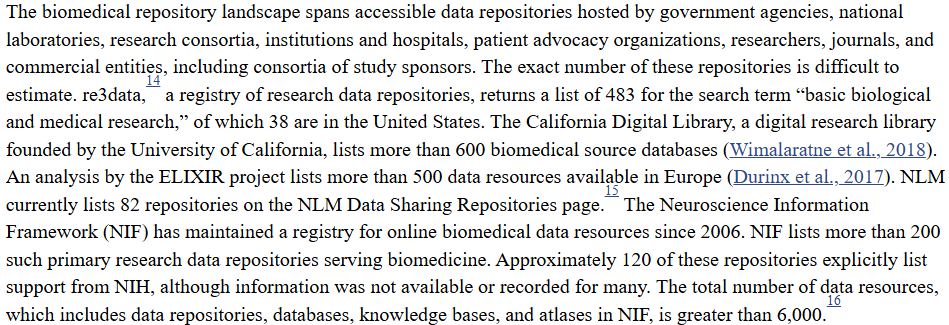 The biomedical repository landscape spans accessible data repositories hosted by government agencies, national
laboratories, research consortia, institutions and hospitals, patient advocacy organizations, researchers, journals, and
commercial entities, including consortia of study sponsors. The exact number of these repositories is difficult to
estimate. re3data,14 a registry of research data repositories, returns a list of 483 for the search term “basic biological
and medical research,” of which 38 are in the United States. The California Digital Library, a digital research library
founded by the University of California, lists more than 600 biomedical source databases (Wimalaratne et al., 2018).
An analysis by the ELIXIR project lists more than 500 data resources available in Europe (Durinx et al., 2017). NLM
currently lists 82 repositories on the NLM Data Sharing Repositories page.15 The Neuroscience Information
Framework (NIF) has maintained a registry for online biomedical data resources since 2006. NIF lists more than 200
such primary research data repositories serving biomedicine. Approximately 120 of these repositories explicitly list
support from NIH, although information was not available or recorded for many. The total number of data resources,
which includes data repositories, databases, knowledge bases, and atlases in NIF, is greater than 6,000.16